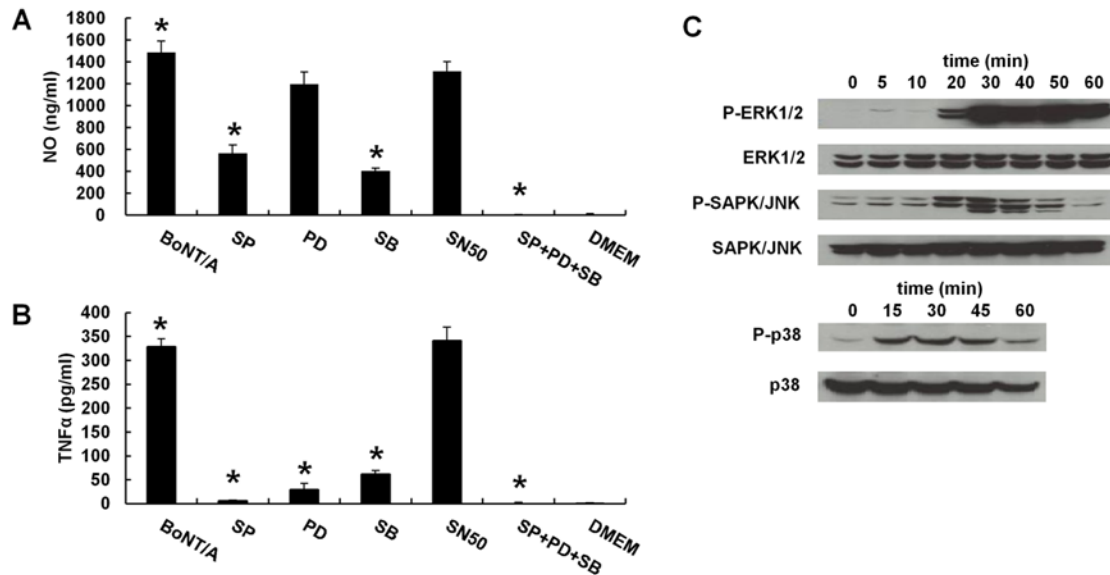 A
NO (ng/ml)
1800
1600
1400
1200
1000
800
600
400
200
0
*
*
*
*
BoNT/A
SP
PD
SB
SN50
SP+PD+SB
DMEM
B
TNFα (pg/ml)
400
350
300
250
200
150
100
50
0
*
*
*
*
*
BoNT/A
SP
PD
SB
SN50
SP+PD+SB
DMEM
C
time (min)
0 5 10 20 30 40 50 60
P-ERK1/2
ERK1/2
P-SAPK/JNK
SAPK/JNK
time (min)
0 15 30 45 60
P-p38
p38